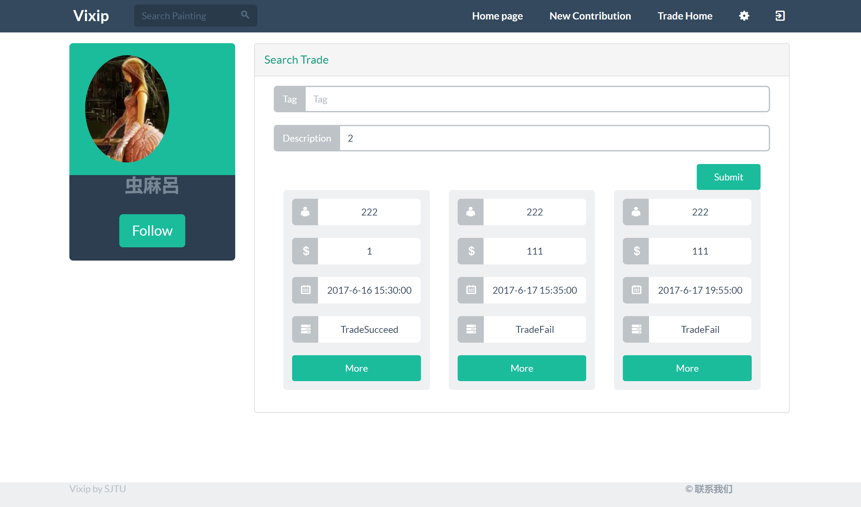 Vixip
Search Painting
Home page
New Contribution
Trade Home
虫麻呂
Follow
Search Trade
Tag
Tag
Description
2
Submit
222
1
2017-6-16 15:30:00
TradeSucceed
More
222
111
2017-6-17 15:35:00
TradeFail
More
222
111
2017-6-17 19:55:00
TradeFail
More
Vixip by SJTU
© 联系我们